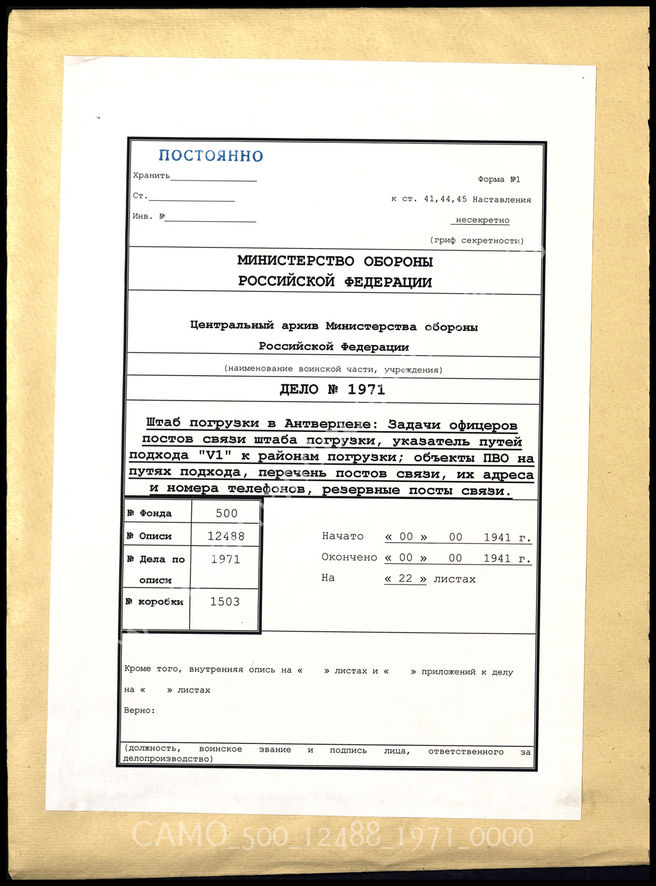 ПОСТОЯННО
Хранить
Форма №1
Ст.
к ст. 41,44,45 Наставления
Инв. №
несекретно
(гриф секретности)
МИНИСТЕРСТВО ОБОРОНЫ
РОССИЙСКОЙ ФЕДЕРАЦИИ
Центральный архив Министерства обороны
Российской Федерации
(наименование воинской части, учреждения)
ДЕЛО № 1971
Штаб погрузки в Антверпене: Задачи офицеров
постов связи штаба погрузки, указатель путей
подхода "V1" к районам погрузки; объекты ПВО на
путях подхода, перечень постов связи, их адреса
и номера телефонов, резервные посты связи.
№ Фонда 500
№ Описи 12488
№ Дела по описи 1971
№ коробки 1503
Начато « 00 » 00 1941 г.
Окончено « 00 » 00 1941 г.
На « 22 » листах
Кроме того, внутренняя опись на « » листах и « » приложений к делу
на « » листах
Верно:
(должность, воинское звание и подпись лица, ответственного за
делопроизводство)
CAMO_500_12488_1971_0000